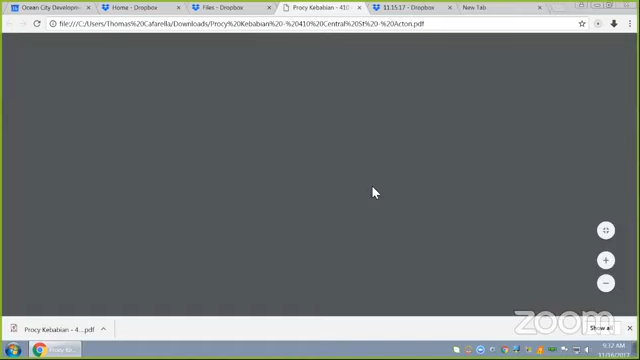 Ocean City Developm
Home - Dropbox
Files - Dropbox
Procy Kebabian - 410
11.15.17 - Dropbox
New Tab
file:///C:/Users/Thomas%20Cafarella/Downloads/Procy%20Kebabian%20-%20410%20Central%20St%20-%20Acton.pdf
zoom
Procy Kebabian - 4....pdf
Show all
Procy Ke
9:32 AM
11/16/2017